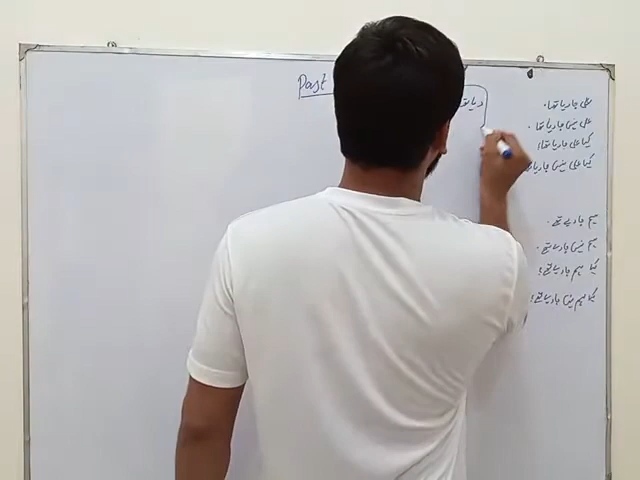 Past
علی جا رہا تھا۔
علی نہیں جا رہا تھا۔
کیا علی جا رہا تھا؟
کیا علی نہیں جا رہا
ہم جا رہے تھے۔
ہم نہیں جا رہے تھے۔
کیا ہم جا رہے تھے؟
کیا ہم نہیں جا رہے تھے؟